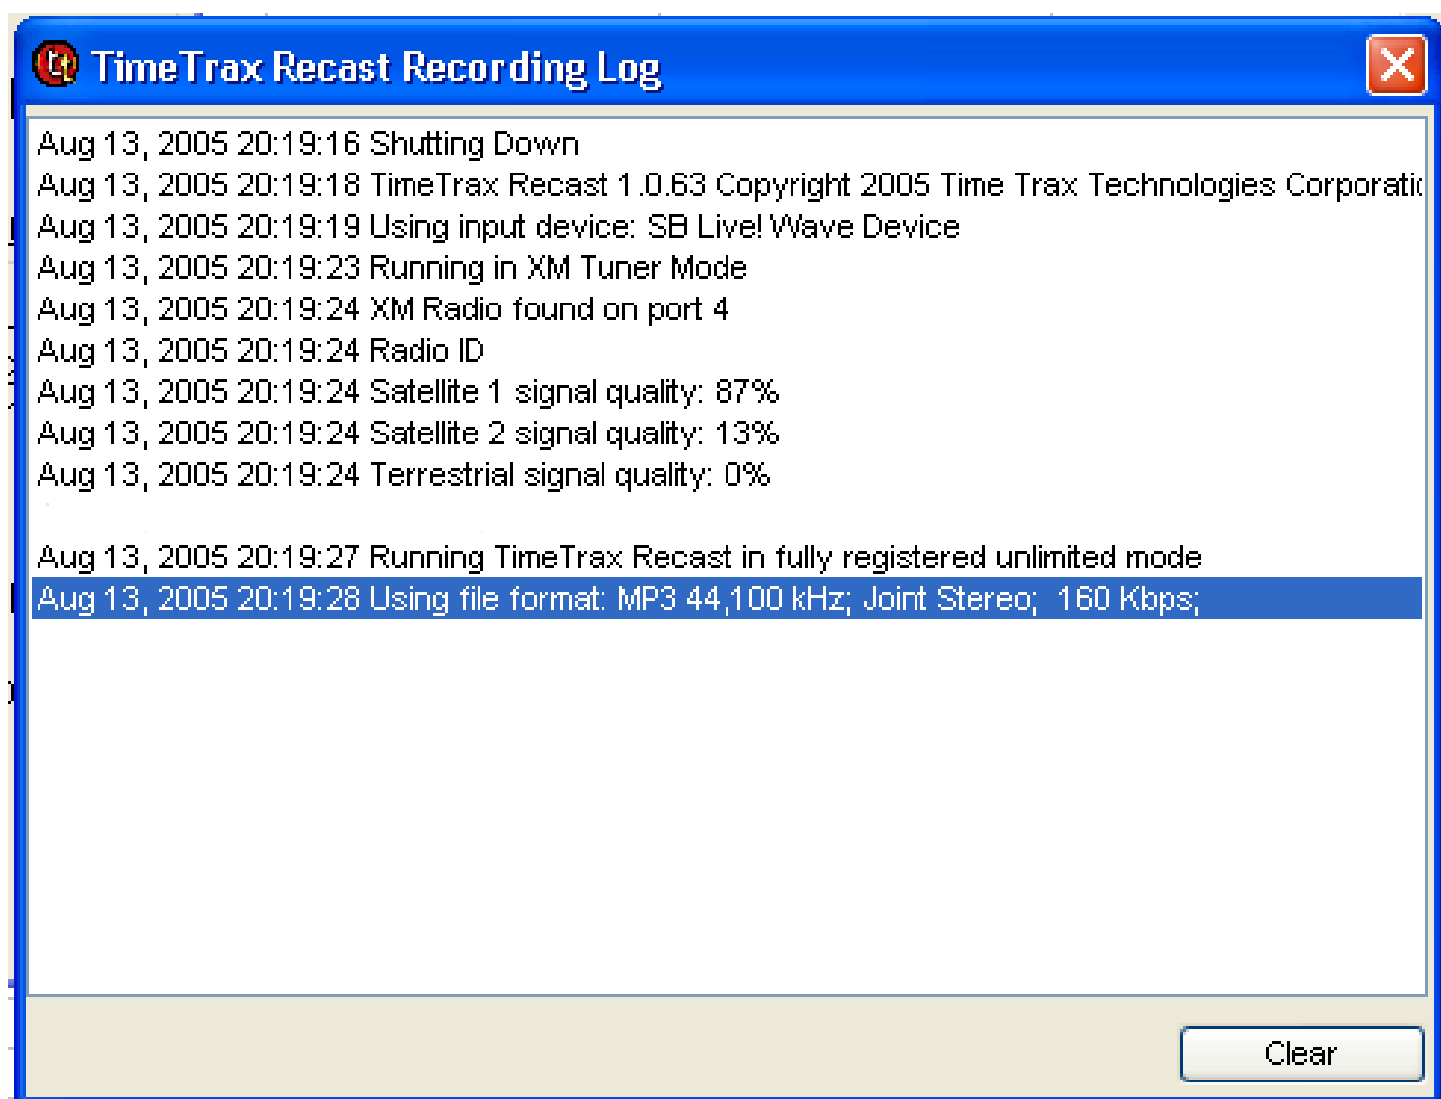 TimeTrax Recast Recording Log
Aug 13, 2005 20:19:16 Shutting Down
Aug 13, 2005 20:19:18 TimeTrax Recast 1.0.63 Copyright 2005 Time Trax Technologies Corporatio
Aug 13, 2005 20:19:19 Using input device: SB Live! Wave Device
Aug 13, 2005 20:19:23 Running in XM Tuner Mode
Aug 13, 2005 20:19:24 XM Radio found on port 4
Aug 13, 2005 20:19:24 Radio ID
Aug 13, 2005 20:19:24 Satellite 1 signal quality: 87%
Aug 13, 2005 20:19:24 Satellite 2 signal quality: 13%
Aug 13, 2005 20:19:24 Terrestrial signal quality: 0%
Aug 13, 2005 20:19:27 Running TimeTrax Recast in fully registered unlimited mode
Aug 13, 2005 20:19:28 Using file format: MP3 44,100 kHz; Joint Stereo;  160 Kbps;
Clear